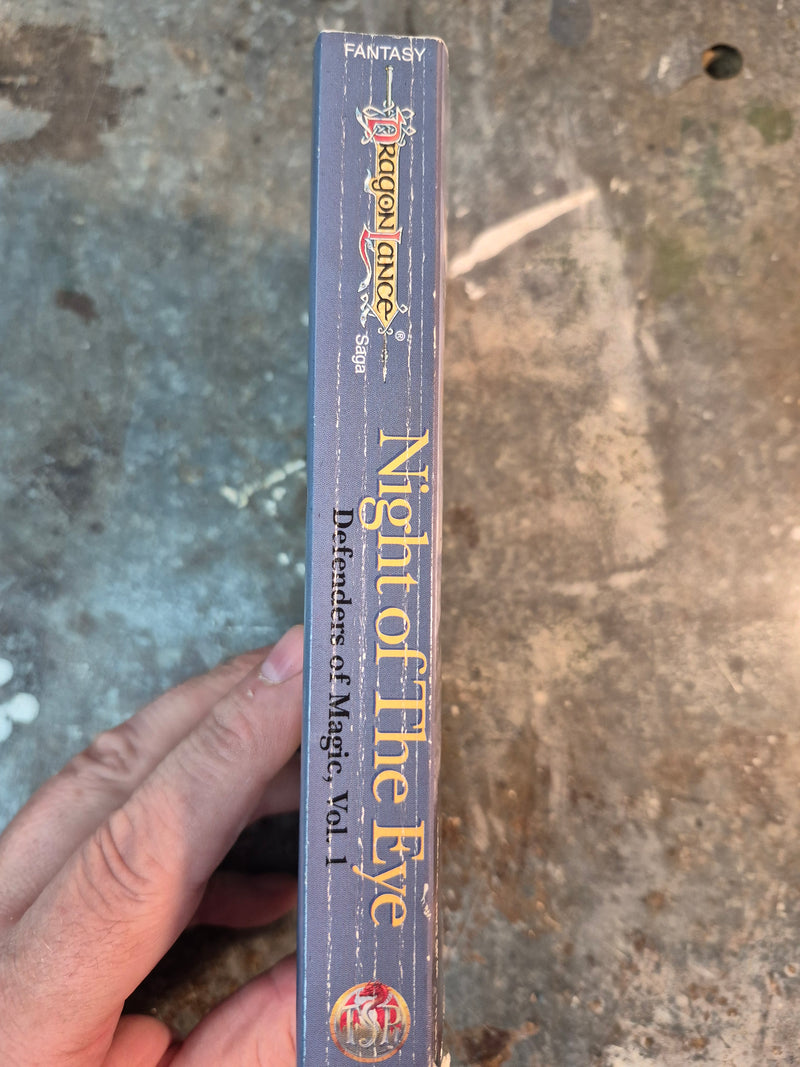 FANTASY
DRAGONLANCE®
Saga
Night of The Eye
Defenders of Magic, Vol. 1
TSR